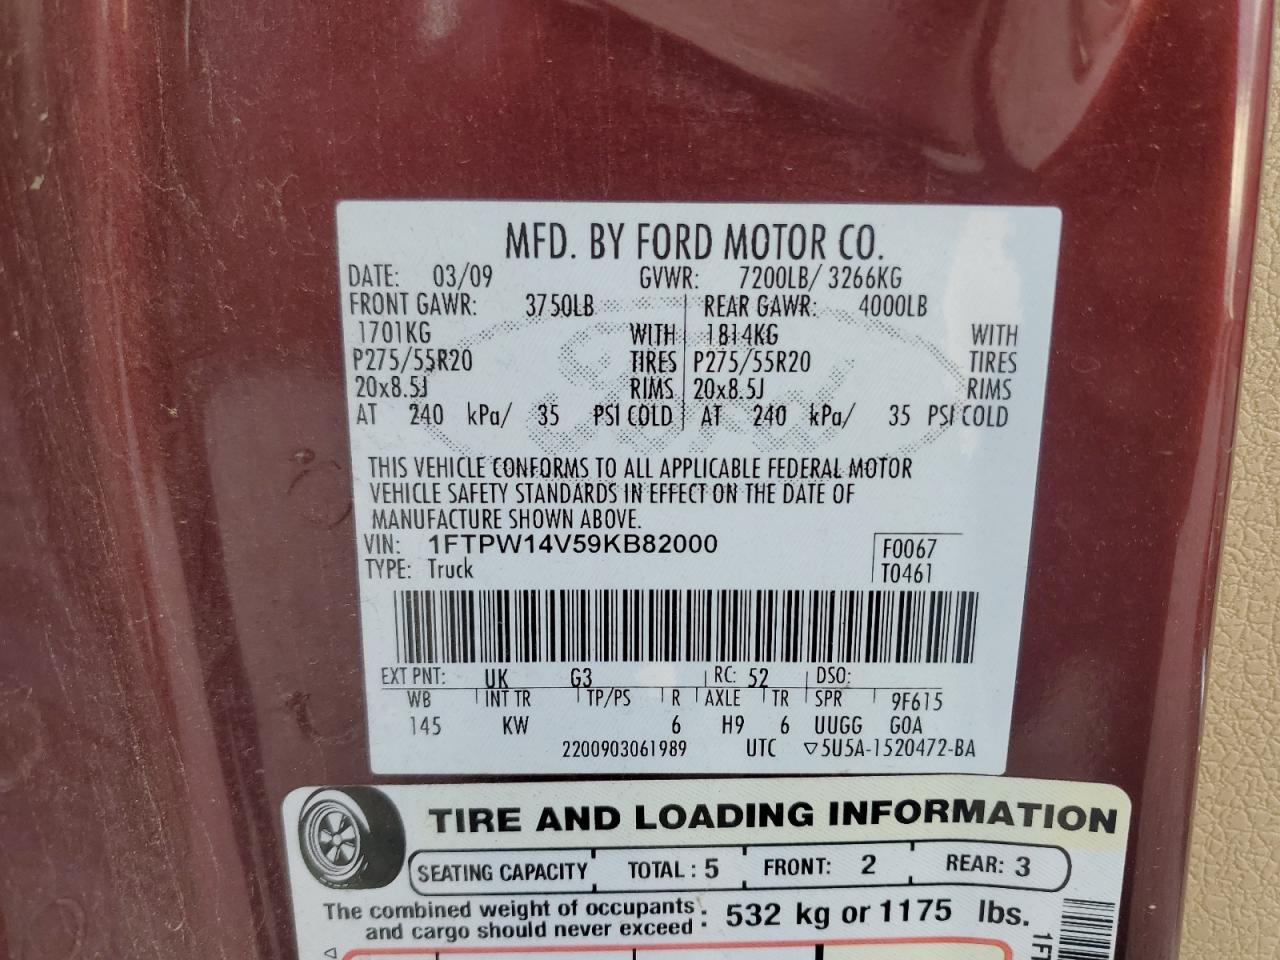 MFD. BY FORD MOTOR CO.
DATE: 03/09 GVWR: 7200LB/ 3266KG
FRONT GAWR: 3750LB REAR GAWR: 4000LB
1701KG WITH 1814KG WITH
P275/55R20 TIRES P275/55R20 TIRES
20x8.5J RIMS 20x8.5J RIMS
AT 240 kPa/ 35 PSI COLD AT 240 kPa/ 35 PSI COLD
THIS VEHICLE CONFORMS TO ALL APPLICABLE FEDERAL MOTOR
VEHICLE SAFETY STANDARDS IN EFFECT ON THE DATE OF
MANUFACTURE SHOWN ABOVE.
VIN: 1FTPW14V59KB82000 F0067
TYPE: Truck T0461
EXT PNT: UK G3 RC: 52 DSO:
WB INT TR TP/PS R AXLE TR SPR 9F615
145 KW 6 H9 6 UUGG GOA
2200903061989 UTC ▽5U5A-1520472-BA
TIRE AND LOADING INFORMATION
SEATING CAPACITY TOTAL : 5 FRONT: 2 REAR: 3
The combined weight of occupants
and cargo should never exceed : 532 kg or 1175 lbs.
1FT